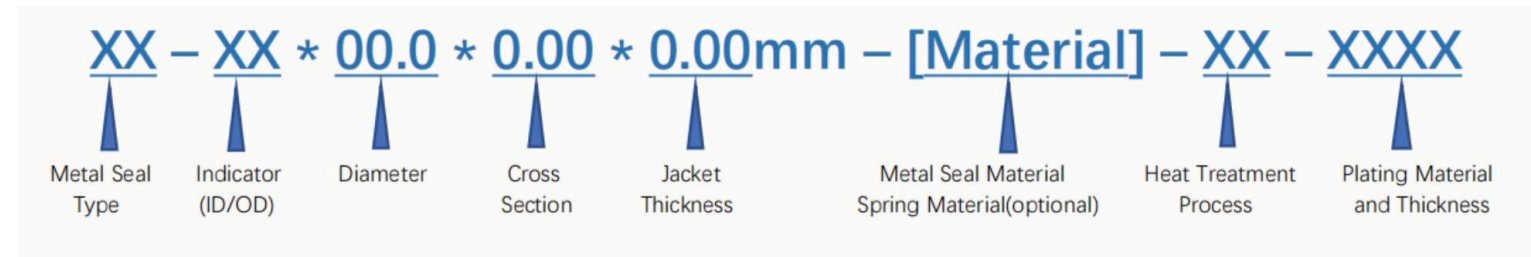 XX – XX * 00.0 * 0.00 * 0.00mm – [Material] – XX – XXXX
Metal Seal Type
Indicator (ID/OD)
Diameter
Cross Section
Jacket Thickness
Metal Seal Material
Spring Material(optional)
Heat Treatment Process
Plating Material and Thickness